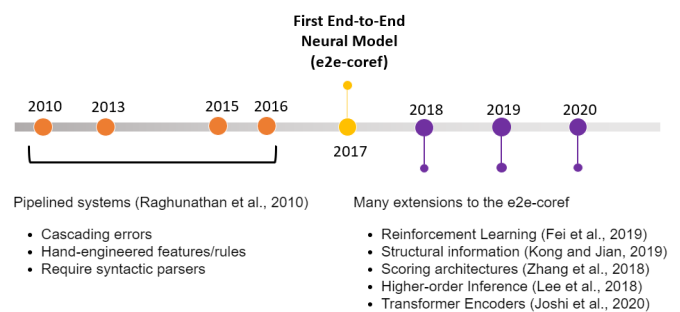 First End-to-End
Neural Model
(e2e-coref)
2010 2013 2015 2016 2018 2019 2020
2017
Pipelined systems (Raghunathan et al., 2010)
• Cascading errors
• Hand-engineered features/rules
• Require syntactic parsers
Many extensions to the e2e-coref
• Reinforcement Learning (Fei et al., 2019)
• Structural information (Kong and Jian, 2019)
• Scoring architectures (Zhang et al., 2018)
• Higher-order Inference (Lee et al., 2018)
• Transformer Encoders (Joshi et al., 2020)